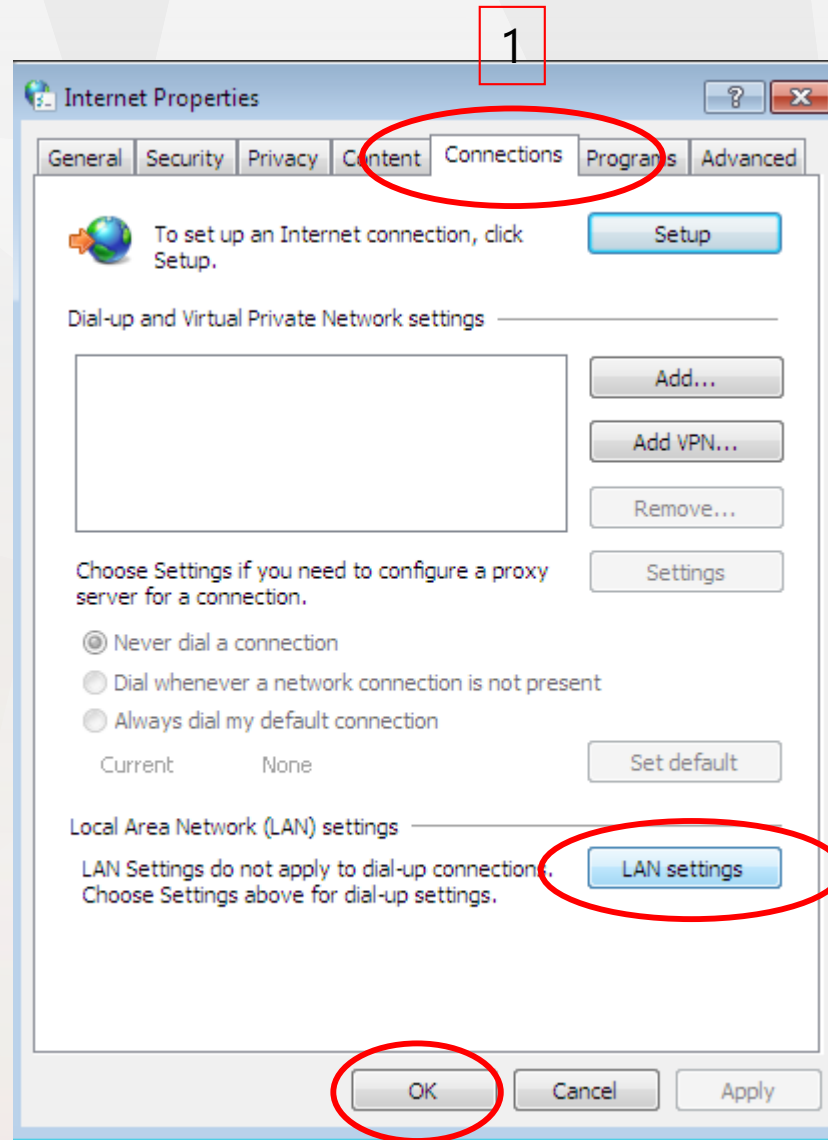 1
Internet Properties
General Security Privacy Content Connections Programs Advanced
To set up an Internet connection, click
Setup.
Setup
Dial-up and Virtual Private Network settings
Add...
Add VPN...
Remove...
Choose Settings if you need to configure a proxy
server for a connection.
Settings
Never dial a connection
Dial whenever a network connection is not present
Always dial my default connection
Current None
Set default
Local Area Network (LAN) settings
LAN Settings do not apply to dial-up connections.
Choose Settings above for dial-up settings.
LAN settings
OK Cancel Apply